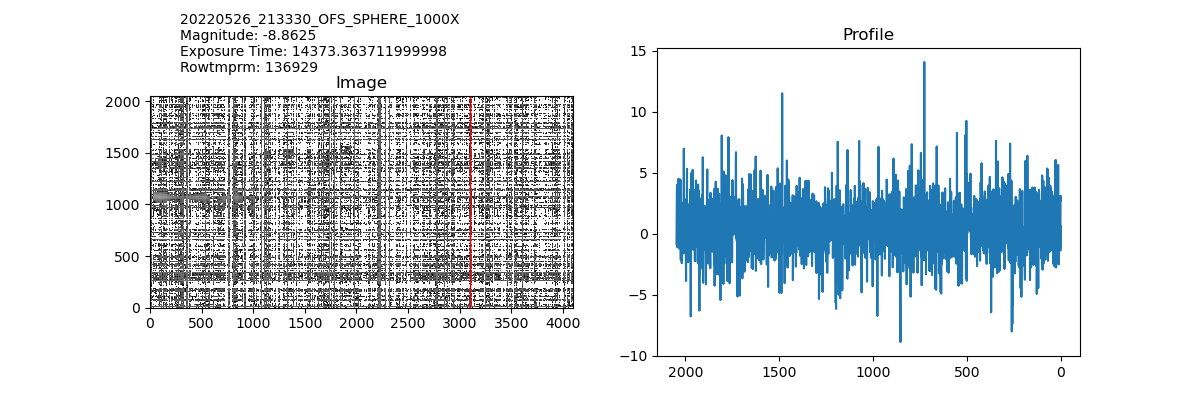 20220526_213330_OFS_SPHERE_1000X
Magnitude: -8.8625
Exposure Time: 14373.363711999998
Rowtmprm: 136929
Image
2000
1500
1000
500
0
0 500 1000 1500 2000 2500 3000 3500 4000
Profile
15
10
5
0
−5
−10
2000 1500 1000 500 0